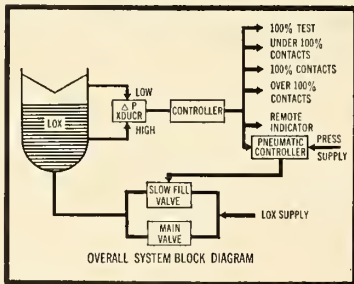 100% TEST
UNDER 100%
CONTACTS
100% CONTACTS
OVER 100%
CONTACTS
REMOTE
INDICATOR
LOW
Δ P
XDUCR
HIGH
CONTROLLER
LOX
PNEUMATIC
CONTROLLER
PRESS
SUPPLY
SLOW FILL
VALVE
MAIN
VALVE
LOX SUPPLY
OVERALL SYSTEM BLOCK DIAGRAM